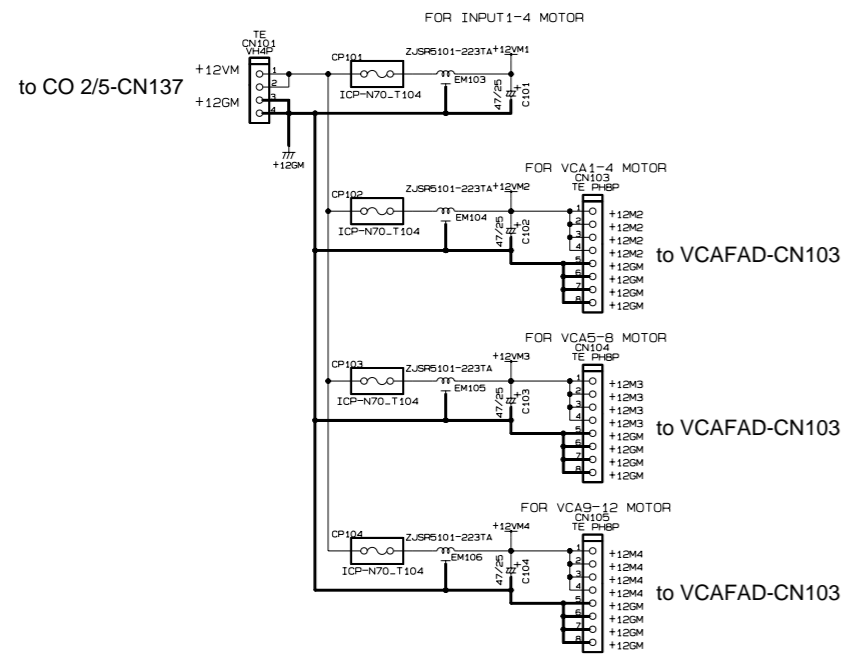 FOR INPUT1-4 MOTOR
TE
CN101
VH4P
CP101
ZJSR5101-223TA
+12VM1
+12VM
1
2
3
4
EM103
ICP-N70_T104
47/25
+
C101
to CO 2/5-CN137
+12GM
+12GM
FOR VCA1-4 MOTOR
CN103
TE PH8P
CP102
ZJSR5101-223TA
+12VM2
EM104
ICP-N70_T104
47/25
+
C102
1
2
3
4
5
6
7
8
+12M2
+12M2
+12M2
+12M2
+12GM
+12GM
+12GM
+12GM
to VCAFAD-CN103
FOR VCA5-8 MOTOR
CN104
TE PH8P
CP103
ZJSR5101-223TA
+12VM3
EM105
ICP-N70_T104
47/25
+
C103
1
2
3
4
5
6
7
8
+12M3
+12M3
+12M3
+12M3
+12GM
+12GM
+12GM
+12GM
to VCAFAD-CN103
FOR VCA9-12 MOTOR
CN105
TE PH8P
CP104
ZJSR5101-223TA
+12VM4
EM106
ICP-N70_T104
47/25
+
C104
1
2
3
4
5
6
7
8
+12M4
+12M4
+12M4
+12M4
+12GM
+12GM
+12GM
+12GM
to VCAFAD-CN103